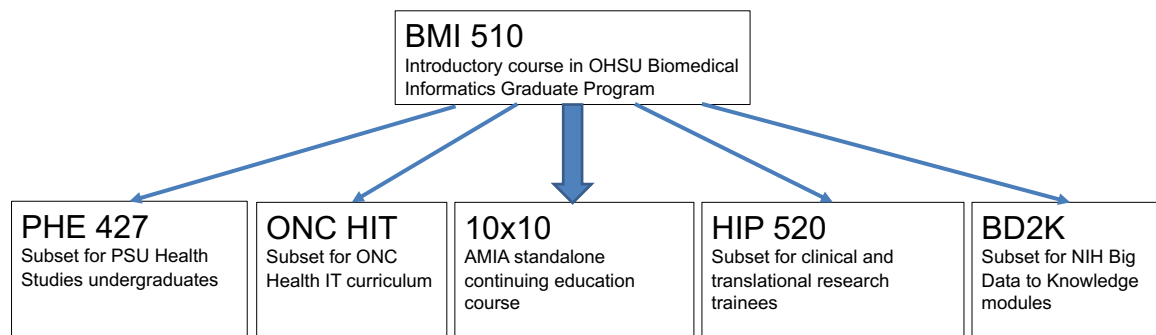 BMI 510
Introductory course in OHSU Biomedical
Informatics Graduate Program
PHE 427
Subset for PSU Health
Studies undergraduates
ONC HIT
Subset for ONC
Health IT curriculum
10x10
AMIA standalone
continuing education
course
HIP 520
Subset for clinical and
translational research
trainees
BD2K
Subset for NIH Big
Data to Knowledge
modules